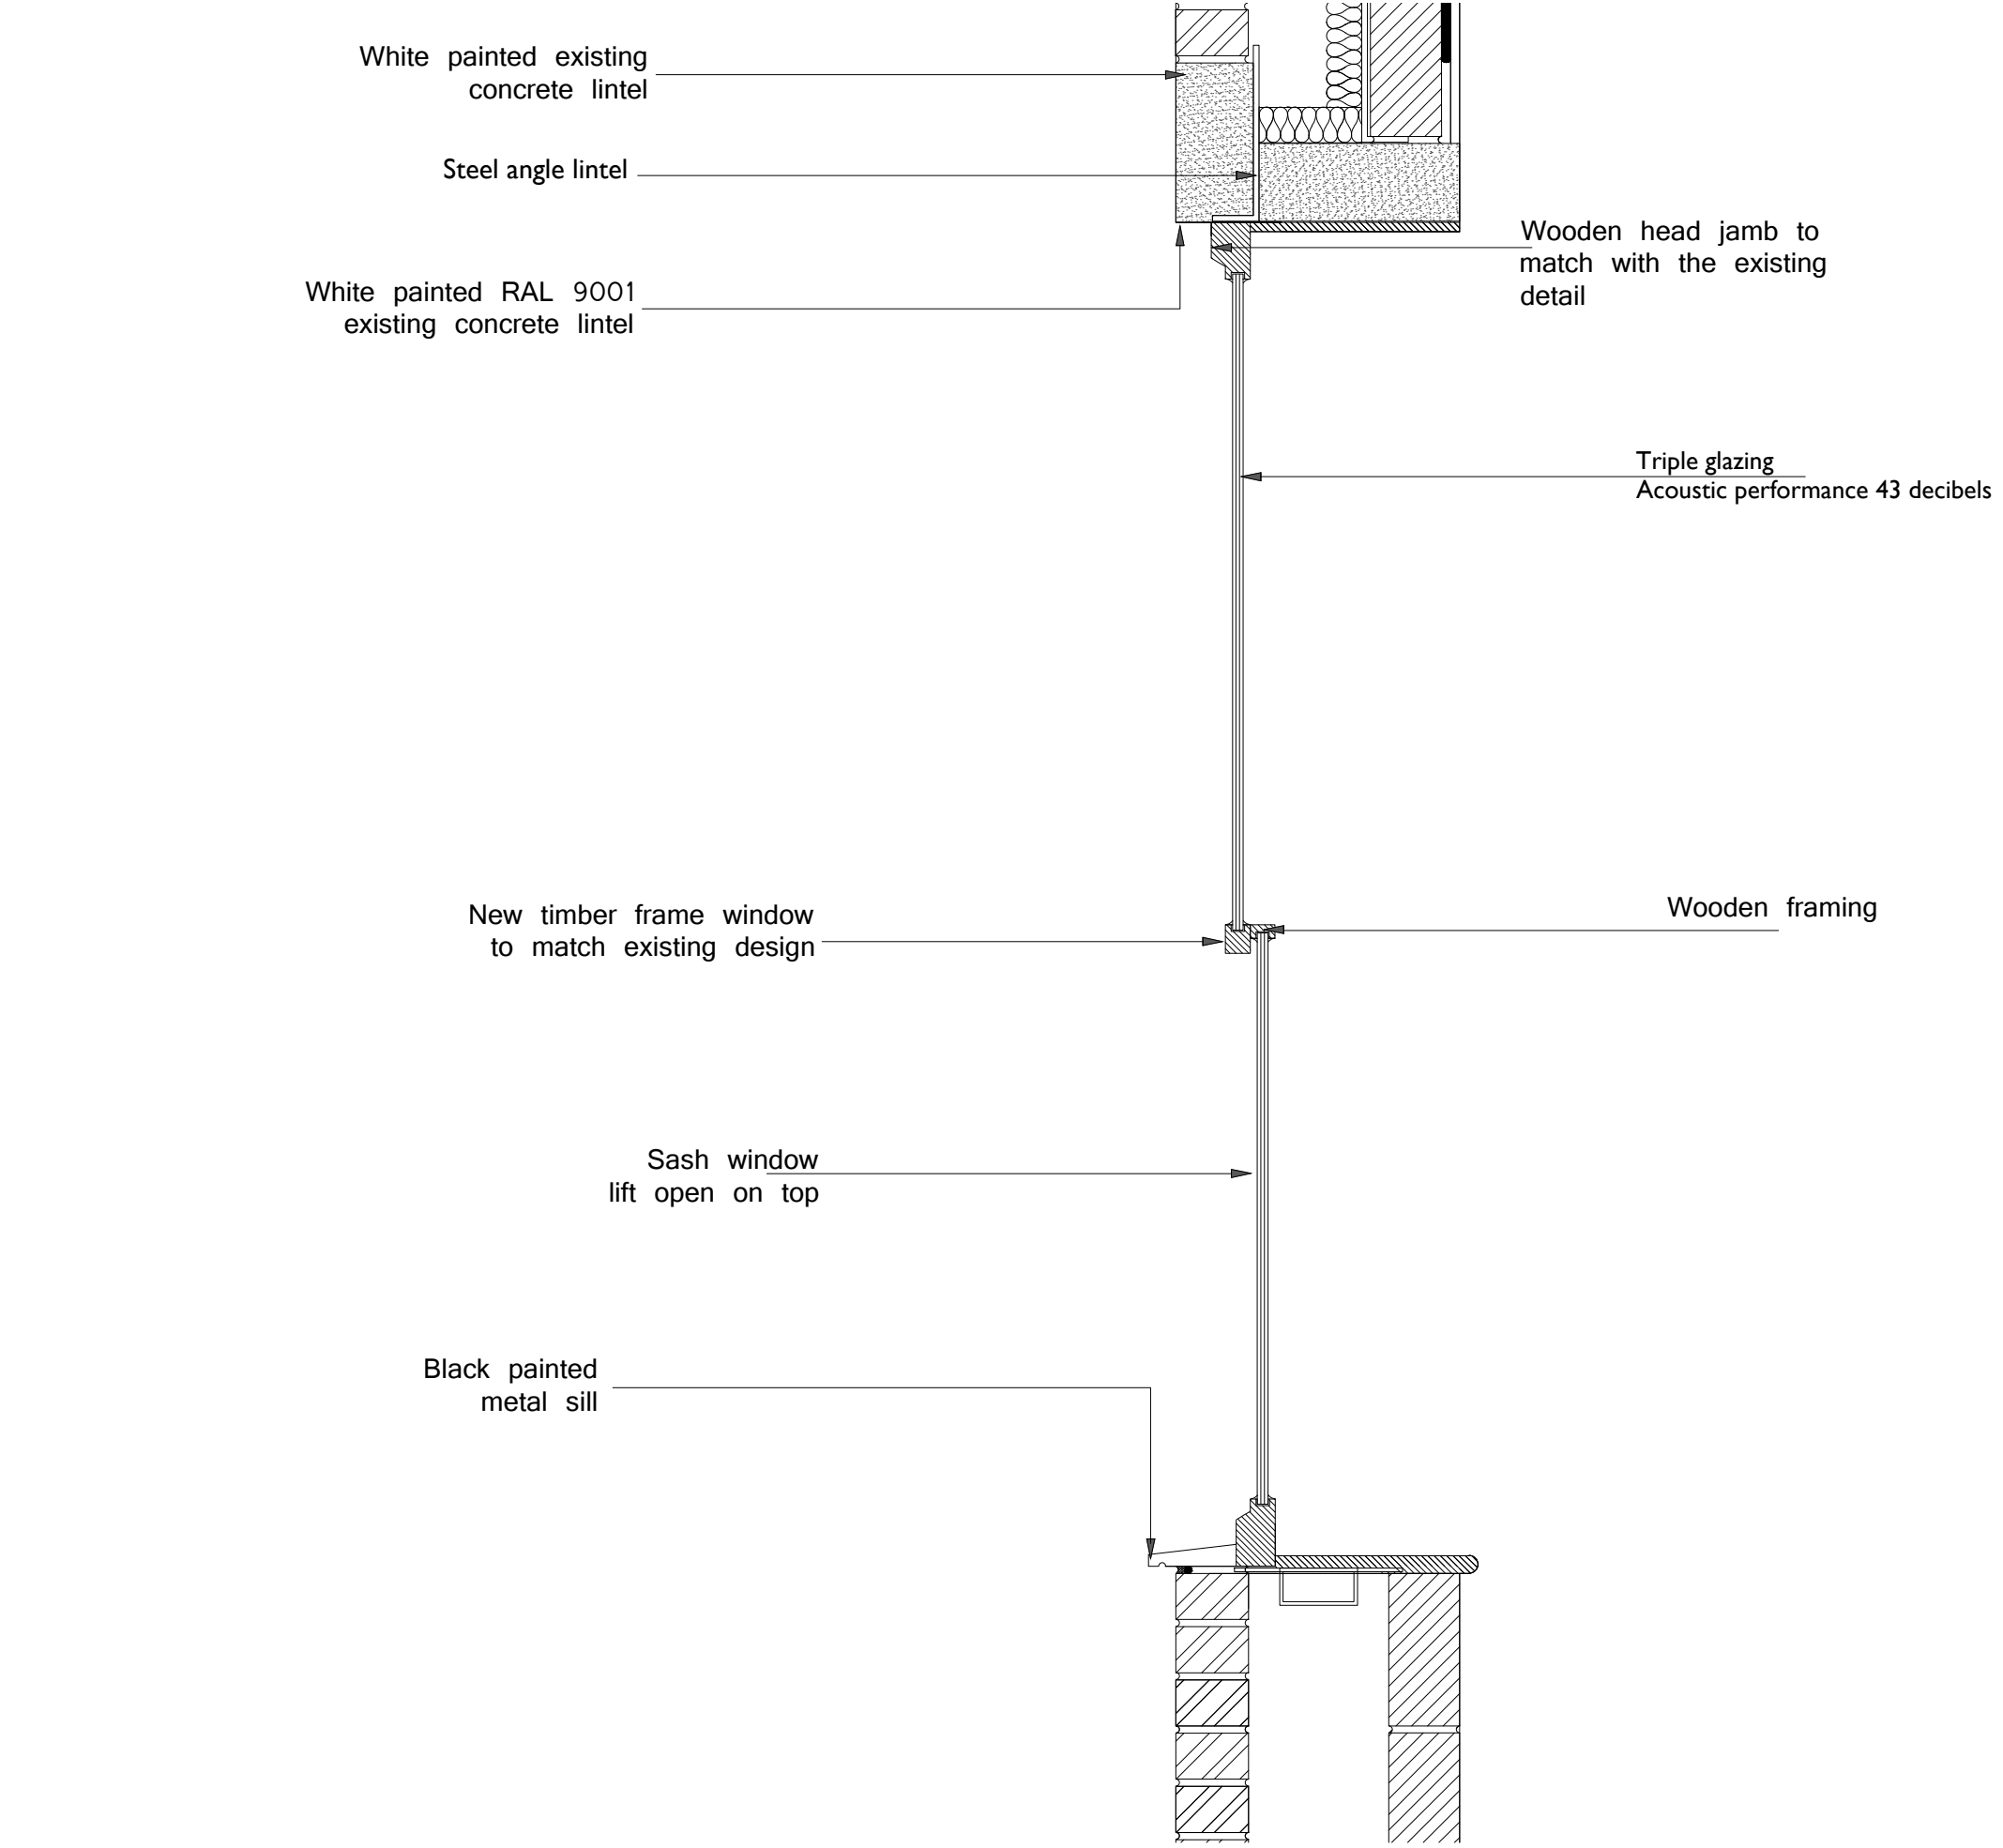 White painted existing
concrete lintel
Steel angle lintel
Wooden head jamb to
match with the existing
detail
White painted RAL 9001
existing concrete lintel
Triple glazing
Acoustic performance 43 decibels
New timber frame window
to match existing design
Wooden framing
Sash window
lift open on top
Black painted
metal sill